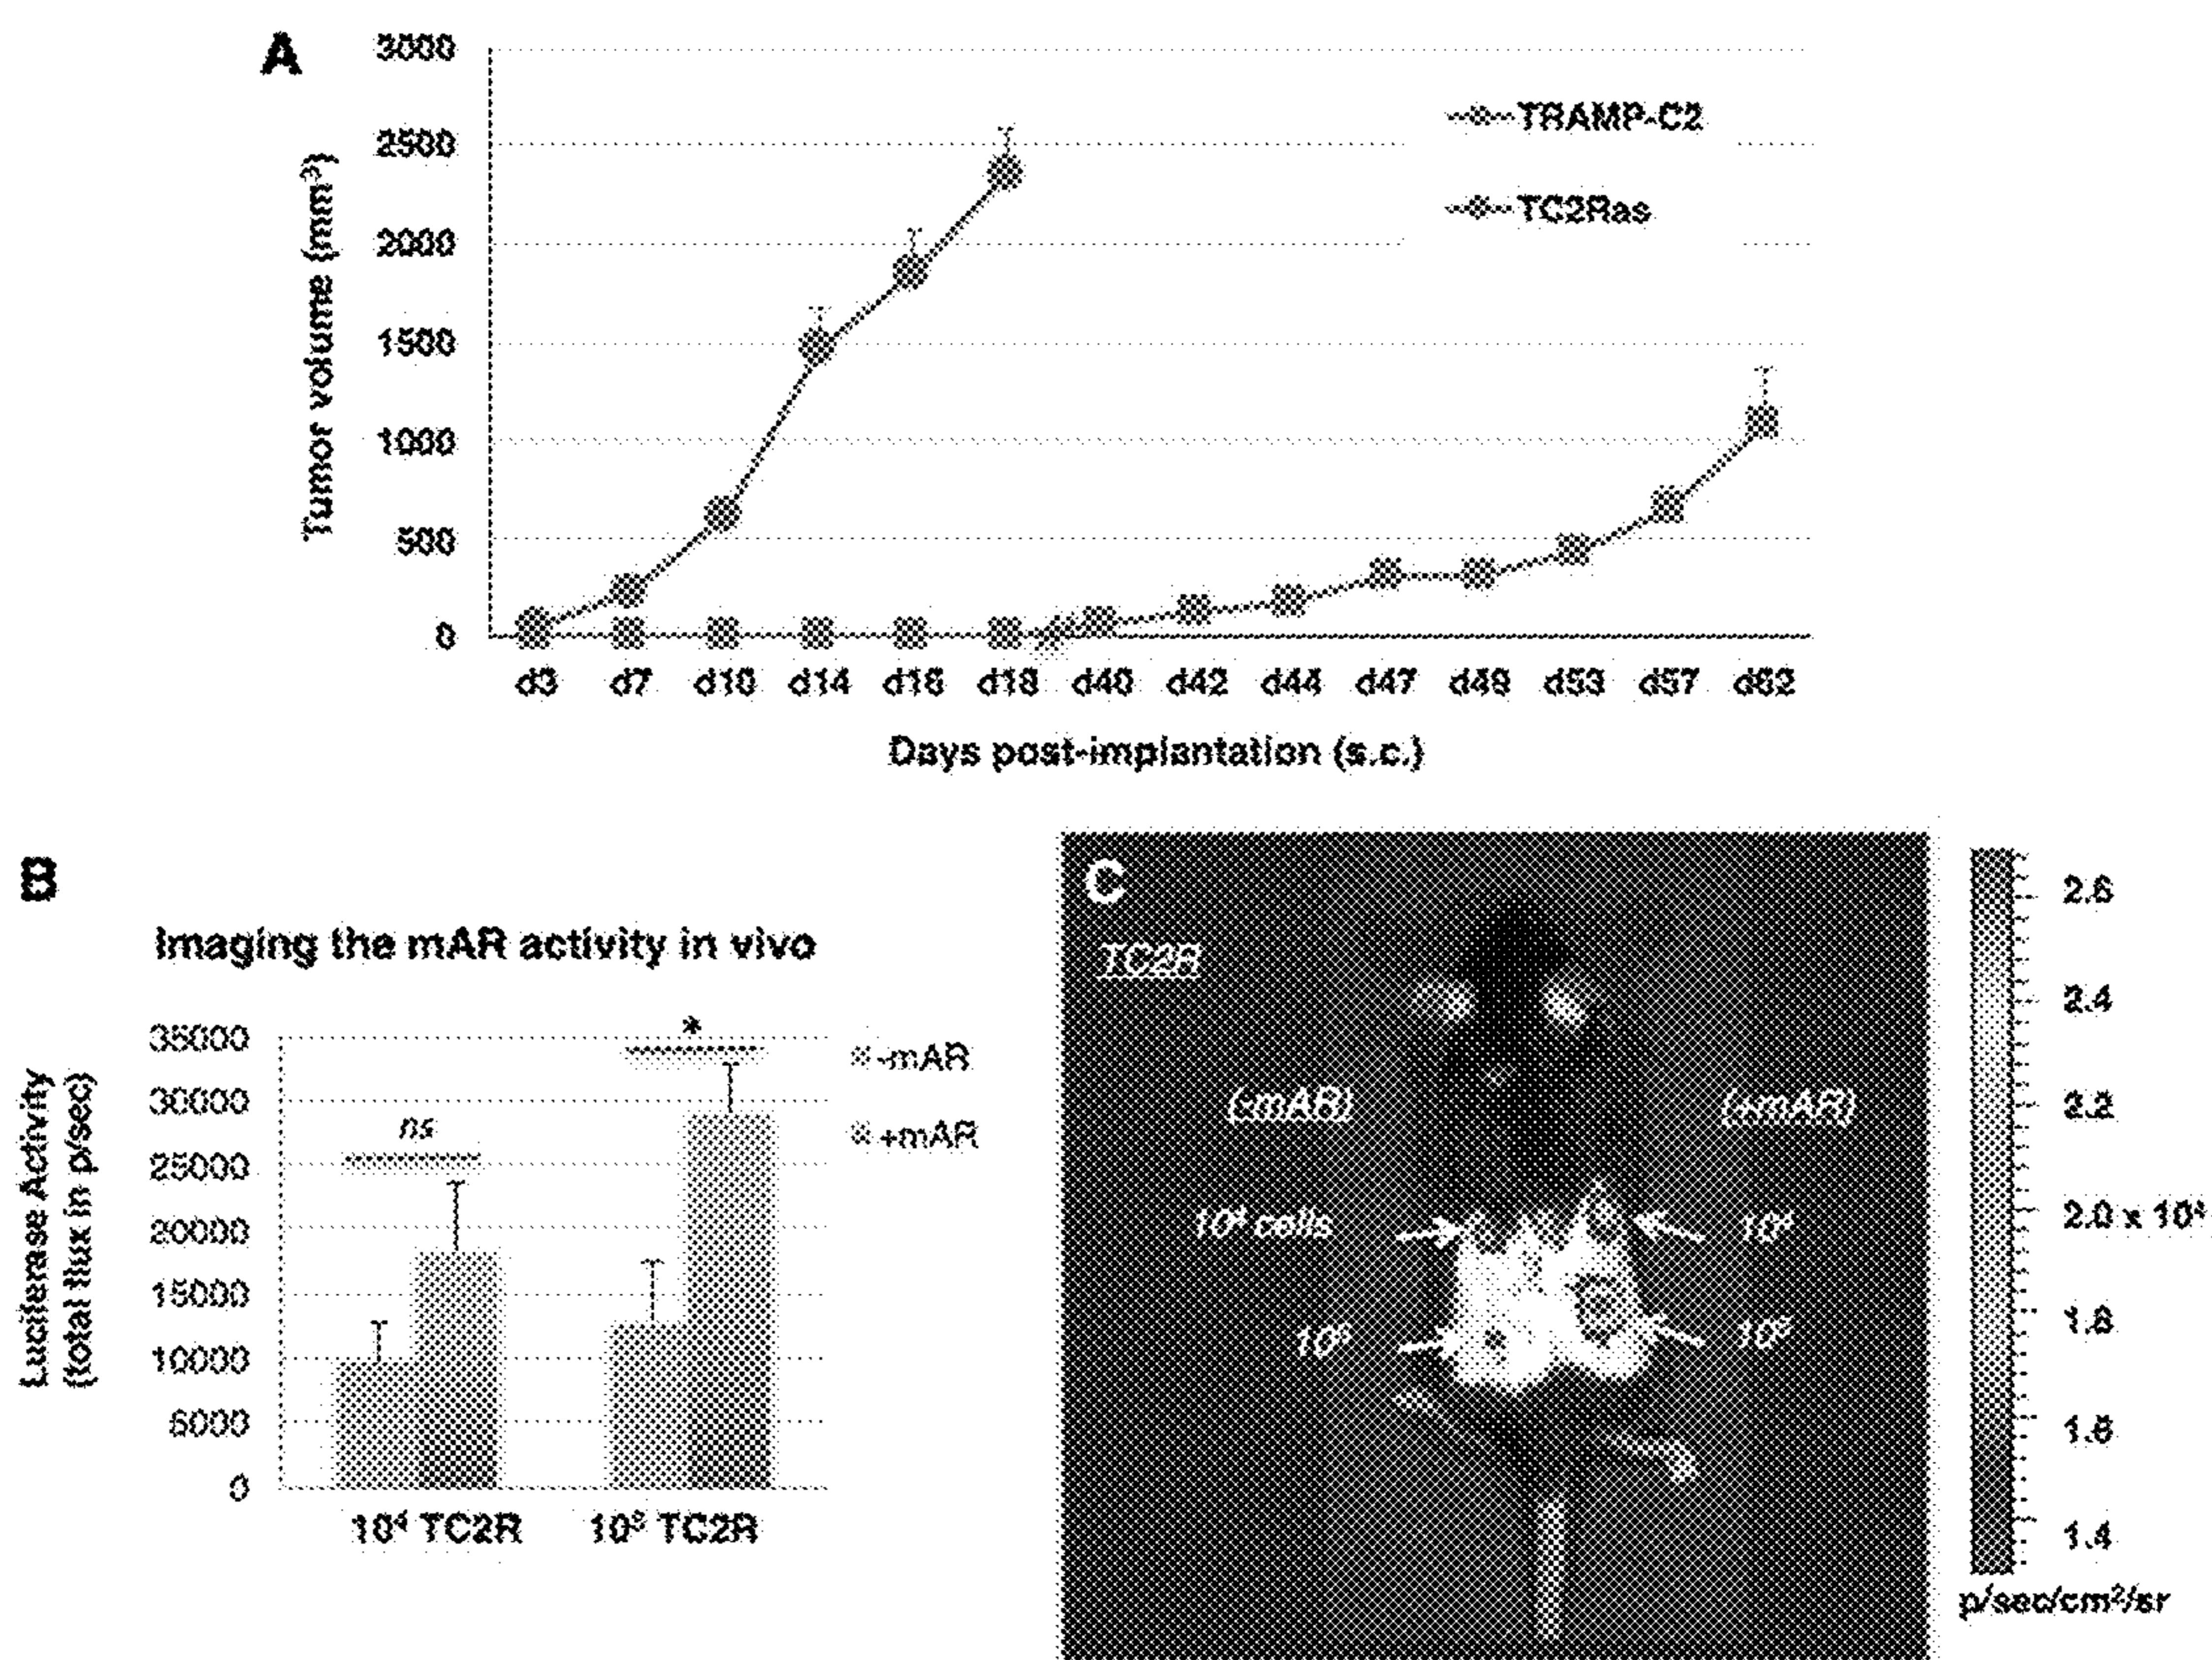 A
3000
2500
2000
1500
1000
500
0
Tumor volume (mm³)
TRAMP-C2
TC2Ras
d3 d7 d10 d14 d16 d18 d40 d42 d44 d47 d49 d53 d57 d62
Days post-implantation (s.c.)
B
Imaging the mAR activity in vivo
35000
30000
25000
20000
15000
10000
5000
0
Luciferase Activity
(total flux in p/sec)
ns
*
-mAR
+mAR
10⁴ TC2R 10⁵ TC2R
C
TC2R
(-mAR) (+mAR)
10⁴ cells 10⁴
10⁵ 10⁵
2.6
2.4
2.2
2.0 x 10⁴
1.8
1.6
1.4
p/sec/cm²/sr